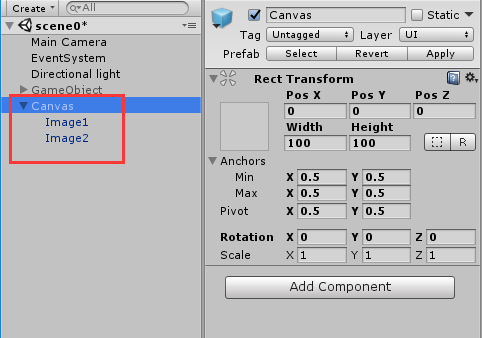 Create
All
scene0*
Main Camera
EventSystem
Directional light
GameObject
Canvas
Image1
Image2
Canvas
Static
Tag Untagged Layer UI
Prefab Select Revert Apply
Rect Transform
Pos X Pos Y Pos Z
0 0 0
Width Height
100 100 R
Anchors
Min X 0.5 Y 0.5
Max X 0.5 Y 0.5
Pivot X 0.5 Y 0.5
Rotation X 0 Y 0 Z 0
Scale X 1 Y 1 Z 1
Add Component